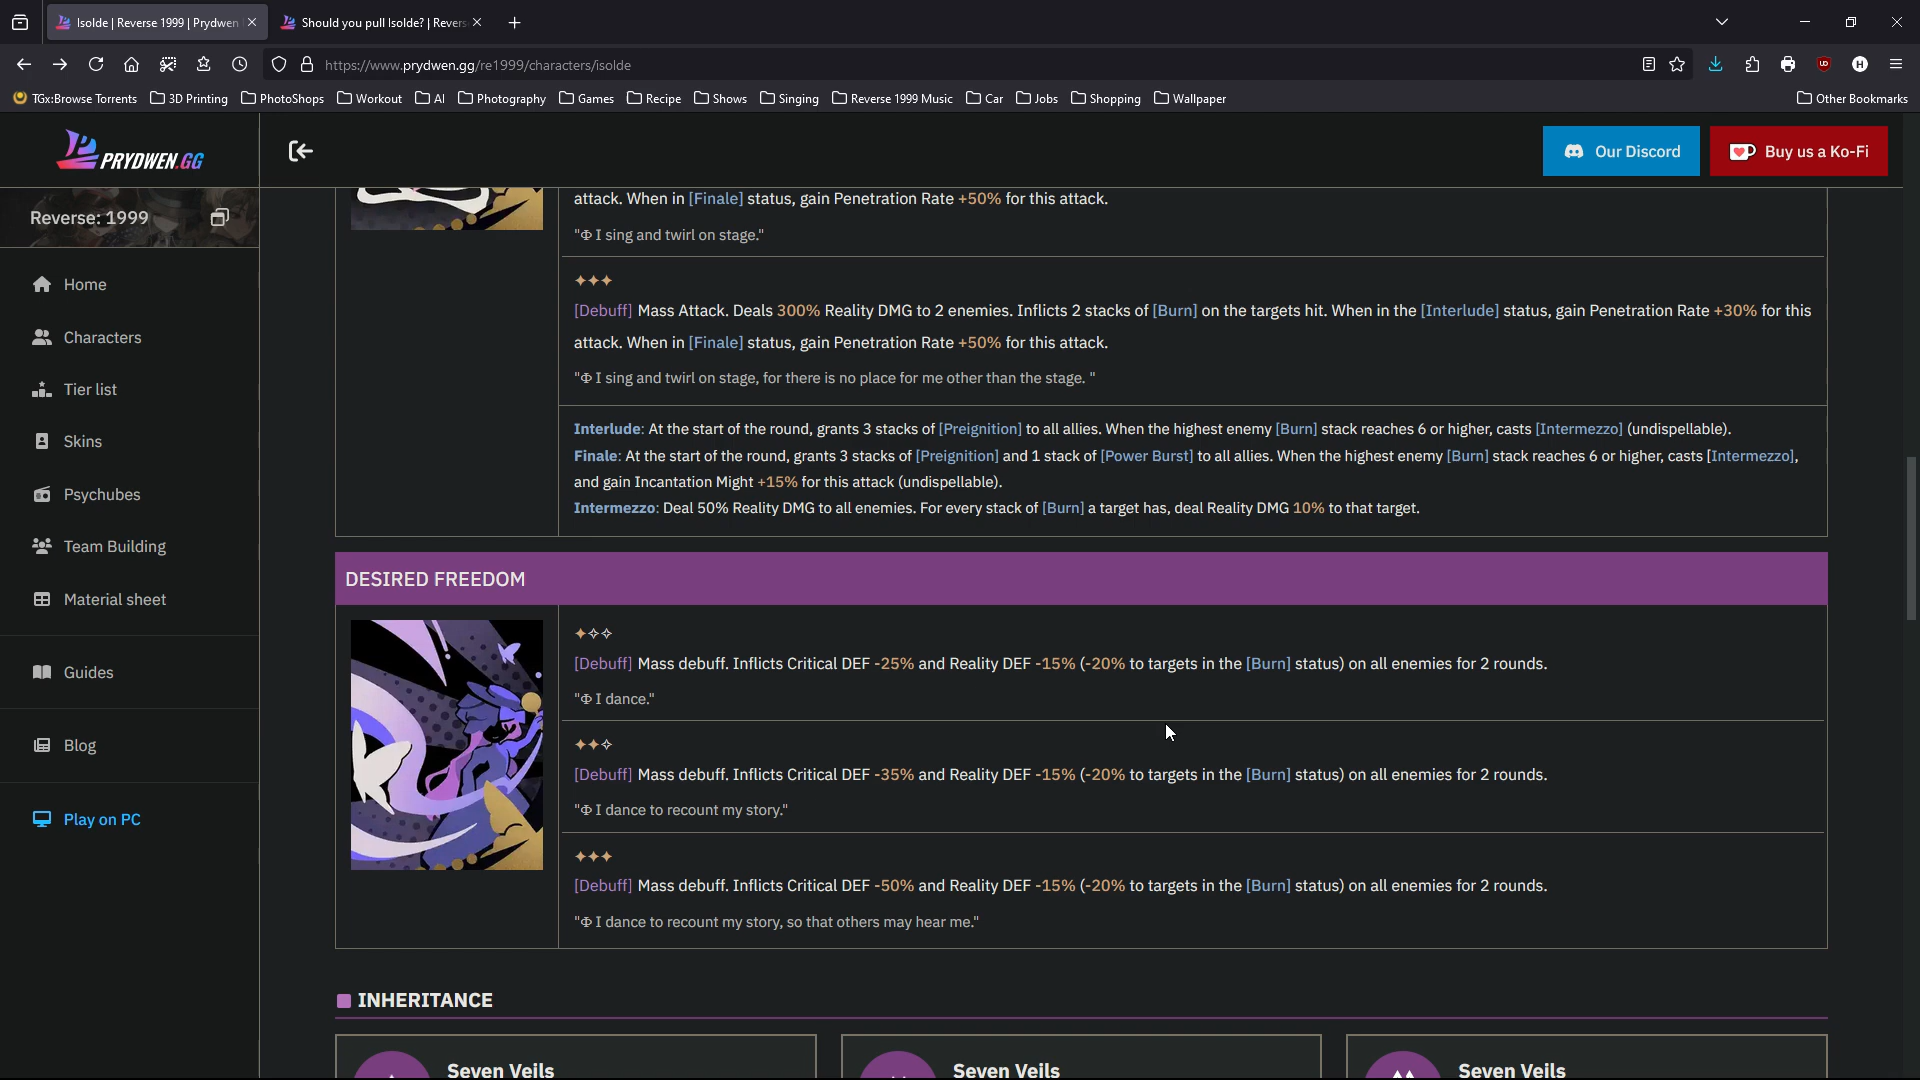 Isolde | Reverse 1999 | Prydwen
Should you pull Isolde? | Revers
https://www.prydwen.gg/re1999/characters/isolde
TGx:Browse Torrents
3D Printing
PhotoShops
Workout
AI
Photography
Games
Recipe
Shows
Singing
Reverse 1999 Music
Car
Jobs
Shopping
Wallpaper
Other Bookmarks
PRYDWEN.GG
Our Discord
Buy us a Ko-Fi
Reverse: 1999
Home
Characters
Tier list
Skins
Psychubes
Team Building
Material sheet
Guides
Blog
Play on PC
attack. When in [Finale] status, gain Penetration Rate +50% for this attack.
"Φ I sing and twirl on stage."
[Debuff] Mass Attack. Deals 300% Reality DMG to 2 enemies. Inflicts 2 stacks of [Burn] on the targets hit. When in the [Interlude] status, gain Penetration Rate +30% for this
attack. When in [Finale] status, gain Penetration Rate +50% for this attack.
"Φ I sing and twirl on stage, for there is no place for me other than the stage. "
Interlude: At the start of the round, grants 3 stacks of [Preignition] to all allies. When the highest enemy [Burn] stack reaches 6 or higher, casts [Intermezzo] (undispellable).
Finale: At the start of the round, grants 3 stacks of [Preignition] and 1 stack of [Power Burst] to all allies. When the highest enemy [Burn] stack reaches 6 or higher, casts [Intermezzo],
and gain Incantation Might +15% for this attack (undispellable).
Intermezzo: Deal 50% Reality DMG to all enemies. For every stack of [Burn] a target has, deal Reality DMG 10% to that target.
DESIRED FREEDOM
[Debuff] Mass debuff. Inflicts Critical DEF -25% and Reality DEF -15% (-20% to targets in the [Burn] status) on all enemies for 2 rounds.
"Φ I dance."
[Debuff] Mass debuff. Inflicts Critical DEF -35% and Reality DEF -15% (-20% to targets in the [Burn] status) on all enemies for 2 rounds.
"Φ I dance to recount my story."
[Debuff] Mass debuff. Inflicts Critical DEF -50% and Reality DEF -15% (-20% to targets in the [Burn] status) on all enemies for 2 rounds.
"Φ I dance to recount my story, so that others may hear me."
INHERITANCE
Seven Veils
Seven Veils
Seven Veils